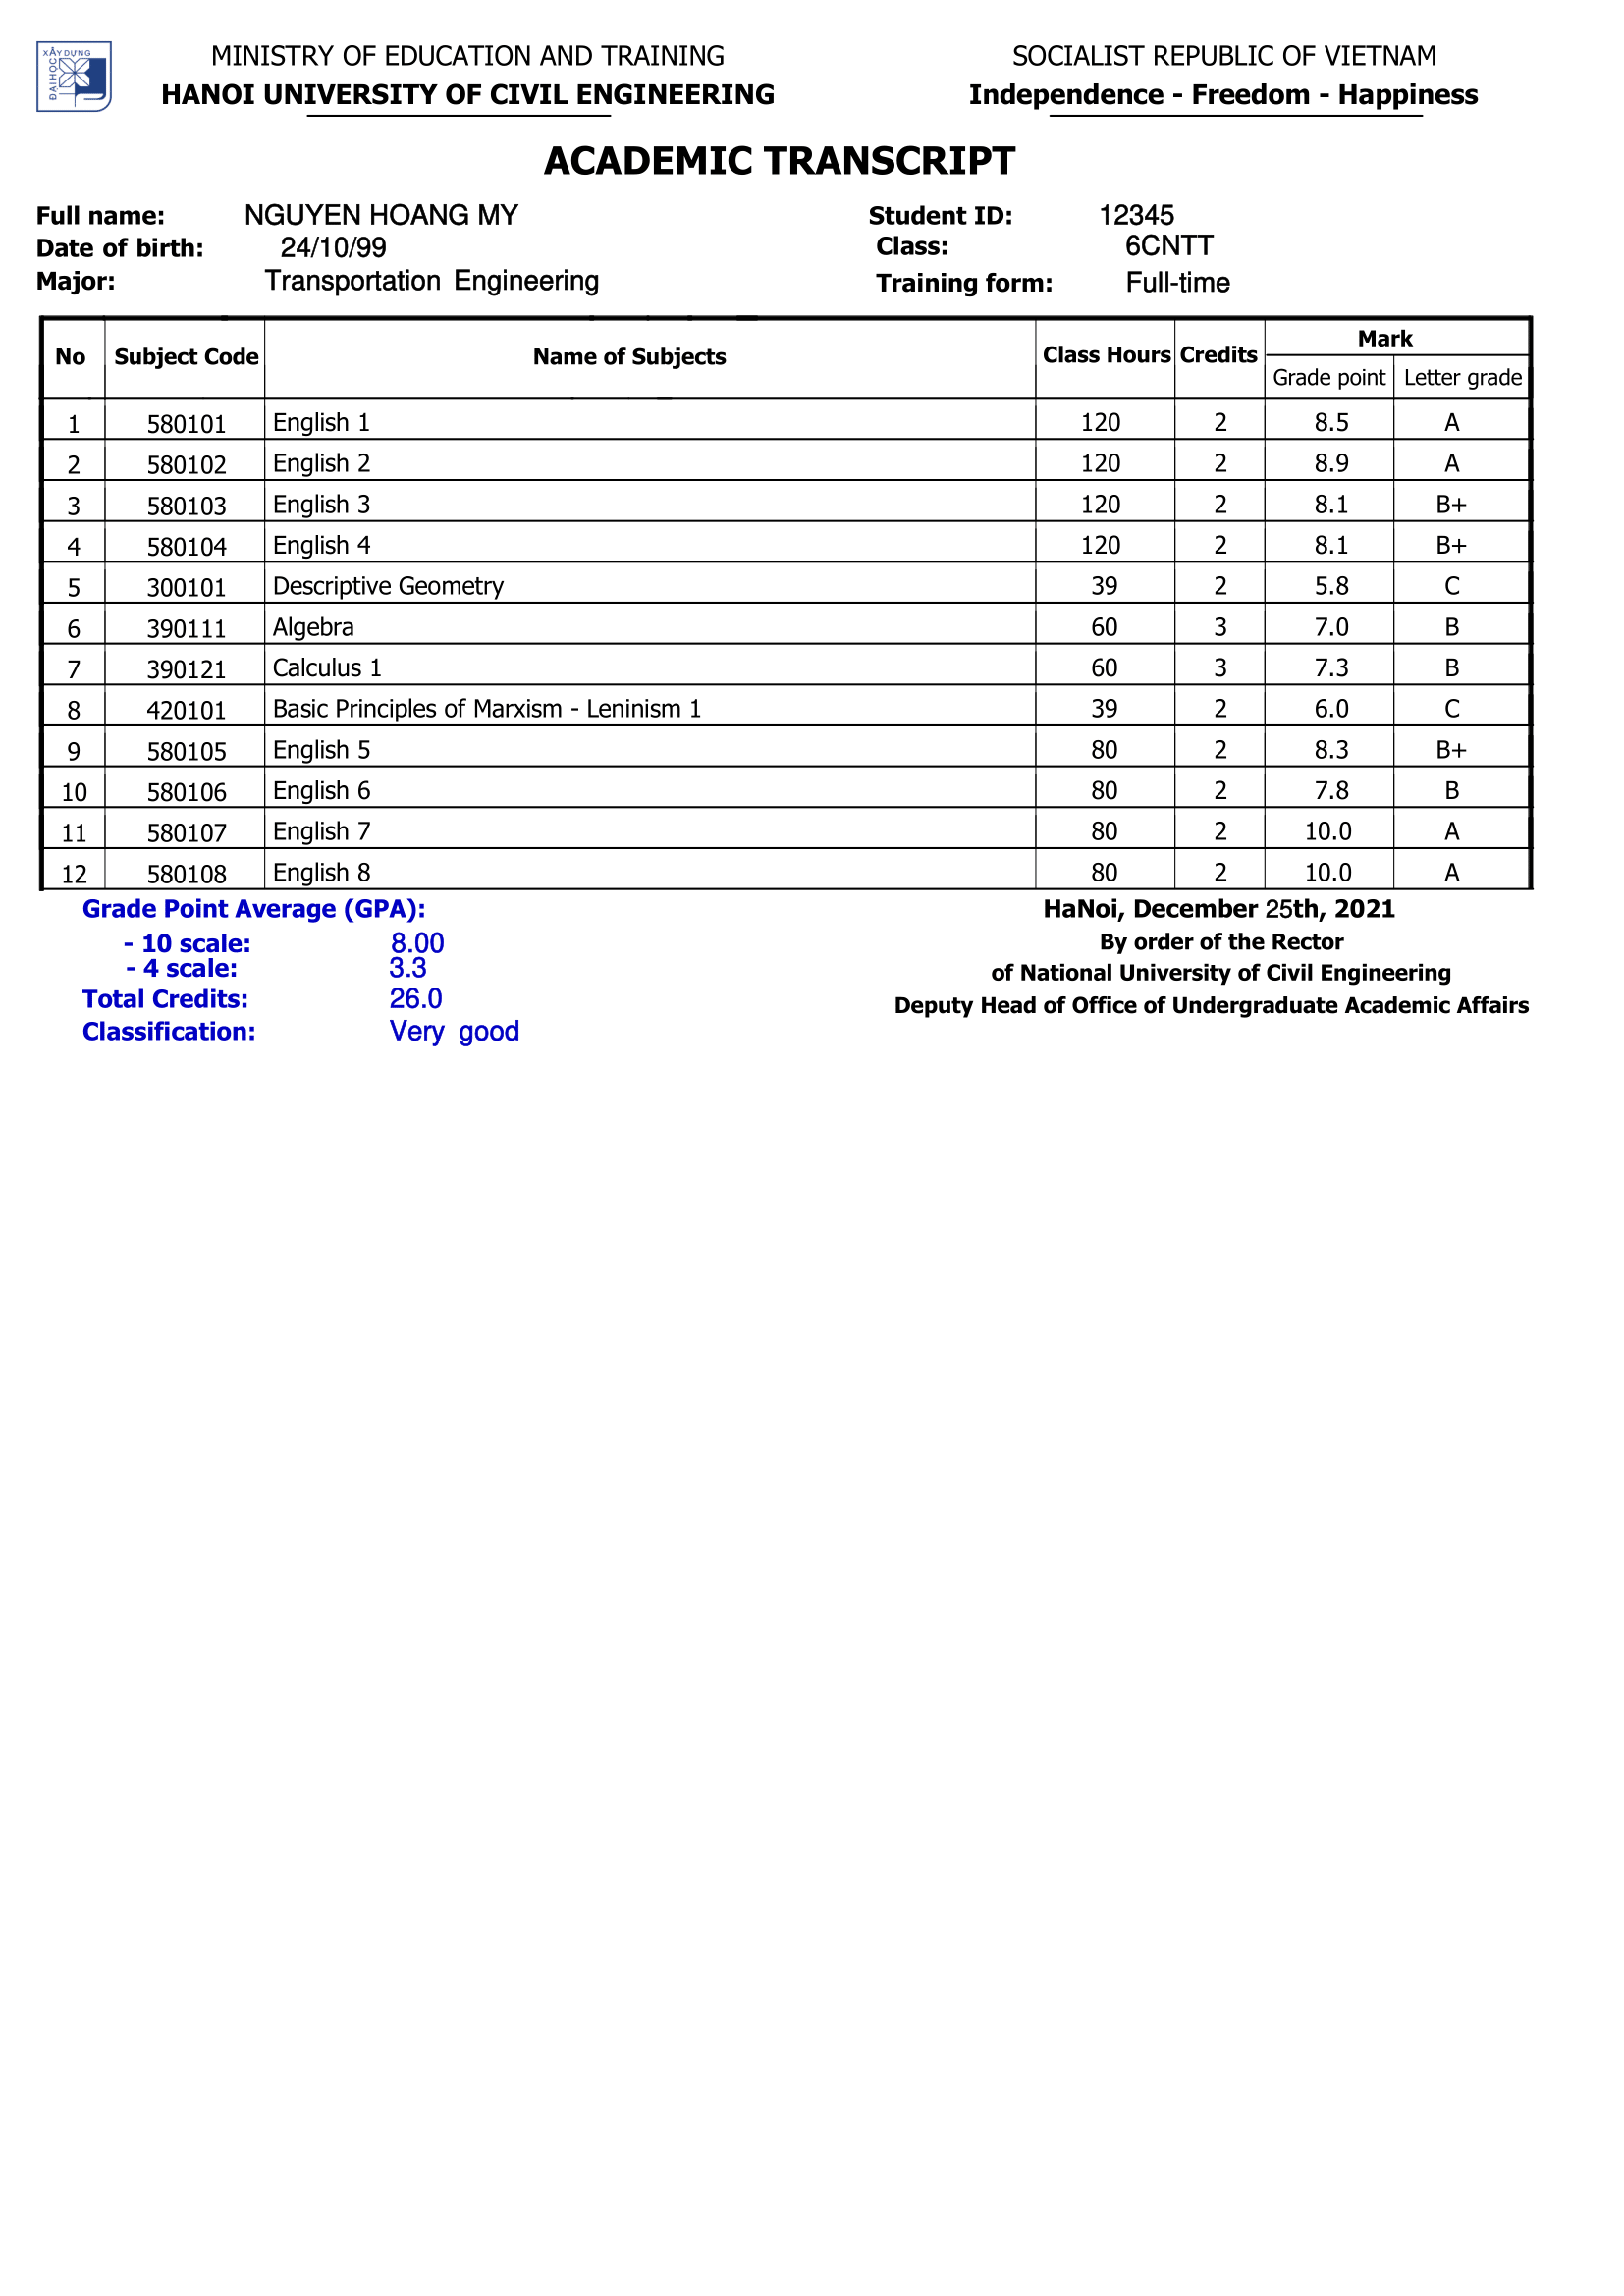 XÂY DỰNG
ĐẠI HỌC
MINISTRY OF EDUCATION AND TRAINING
HANOI UNIVERSITY OF CIVIL ENGINEERING
SOCIALIST REPUBLIC OF VIETNAM
Independence - Freedom - Happiness
ACADEMIC TRANSCRIPT
Full name: NGUYEN HOANG MY Student ID: 12345
Date of birth: 24/10/99 Class: 6CNTT
Major: Transportation Engineering Training form: Full-time
No Subject Code Name of Subjects Class Hours Credits Mark
Grade point Letter grade
1 580101 English 1 120 2 8.5 A
2 580102 English 2 120 2 8.9 A
3 580103 English 3 120 2 8.1 B+
4 580104 English 4 120 2 8.1 B+
5 300101 Descriptive Geometry 39 2 5.8 C
6 390111 Algebra 60 3 7.0 B
7 390121 Calculus 1 60 3 7.3 B
8 420101 Basic Principles of Marxism - Leninism 1 39 2 6.0 C
9 580105 English 5 80 2 8.3 B+
10 580106 English 6 80 2 7.8 B
11 580107 English 7 80 2 10.0 A
12 580108 English 8 80 2 10.0 A
Grade Point Average (GPA):
- 10 scale: 8.00
- 4 scale: 3.3
Total Credits: 26.0
Classification: Very good
HaNoi, December 25th, 2021
By order of the Rector
of National University of Civil Engineering
Deputy Head of Office of Undergraduate Academic Affairs